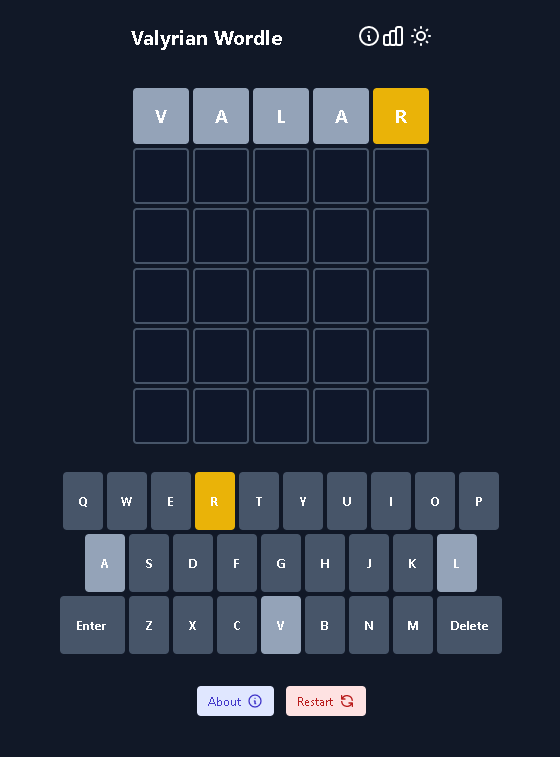 Valyrian Wordle
V A L A R
Q W E R T Y U I O P
A S D F G H J K L
Enter Z X C V B N M Delete
About Restart